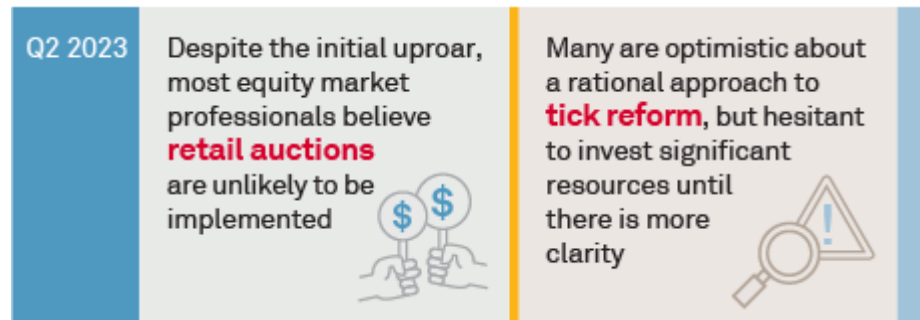 Q2 2023
Despite the initial uproar,
most equity market
professionals believe
retail auctions
are unlikely to be
implemented
$ $
Many are optimistic about
a rational approach to
tick reform, but hesitant
to invest significant
resources until
there is more
clarity
!